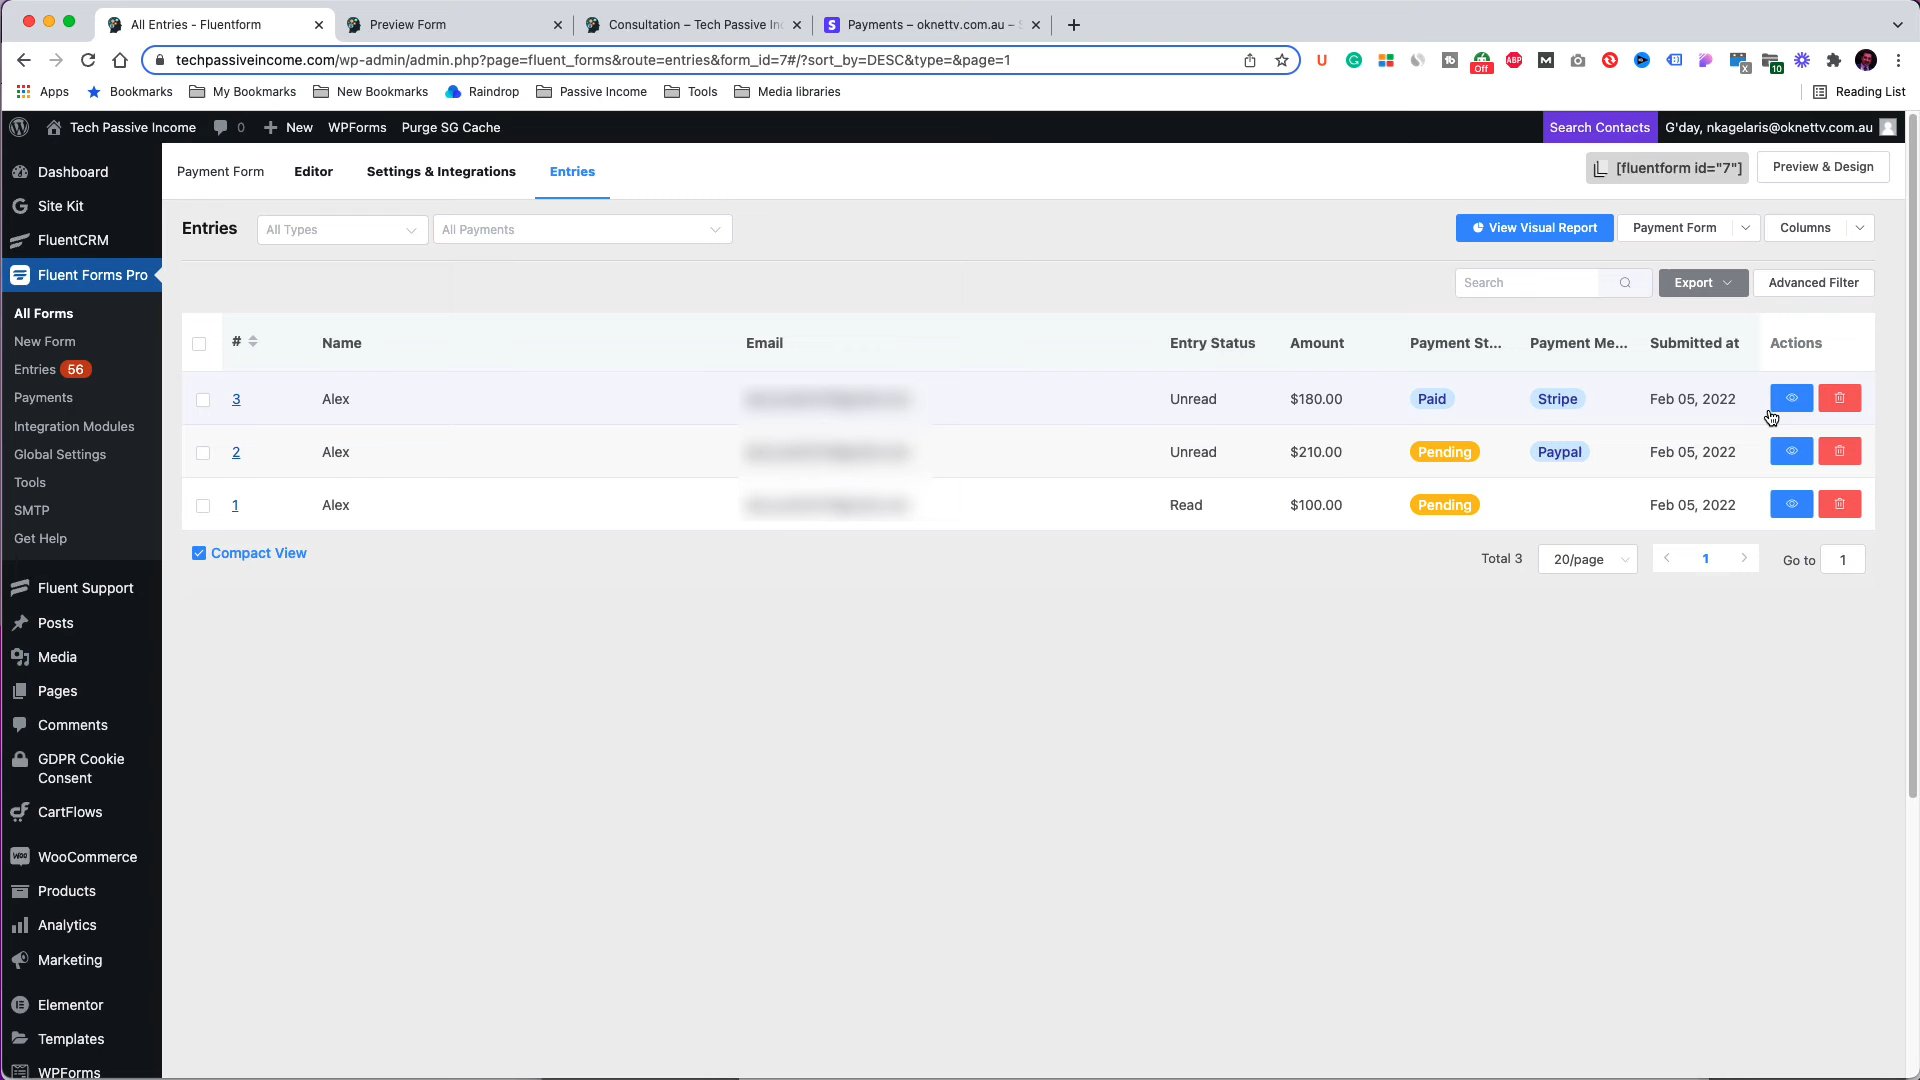 All Entries - Fluentform
Preview Form
Consultation – Tech Passive In
Payments – oknettv.com.au –
techpassiveincome.com/wp-admin/admin.php?page=fluent_forms&route=entries&form_id=7#/?sort_by=DESC&type=&page=1
Off
ABP
10
Apps
Bookmarks
My Bookmarks
New Bookmarks
Raindrop
Passive Income
Tools
Media libraries
Reading List
Tech Passive Income
0
New
WPForms
Purge SG Cache
Search Contacts
G'day, nkagelaris@oknettv.com.au
Dashboard
Site Kit
FluentCRM
Fluent Forms Pro
All Forms
New Form
Entries 56
Payments
Integration Modules
Global Settings
Tools
SMTP
Get Help
Fluent Support
Posts
Media
Pages
Comments
GDPR Cookie
Consent
CartFlows
WooCommerce
Products
Analytics
Marketing
Elementor
Templates
WPForms
Payment Form
Editor
Settings & Integrations
Entries
[fluentform id="7"]
Preview & Design
Entries
All Types
All Payments
View Visual Report
Payment Form
Columns
Search
Export
Advanced Filter
# Name Email Entry Status Amount Payment St... Payment Me... Submitted at Actions
3 Alex Unread $180.00 Paid Stripe Feb 05, 2022
2 Alex Unread $210.00 Pending Paypal Feb 05, 2022
1 Alex Read $100.00 Pending Feb 05, 2022
Compact View
Total 3
20/page
1
Go to 1